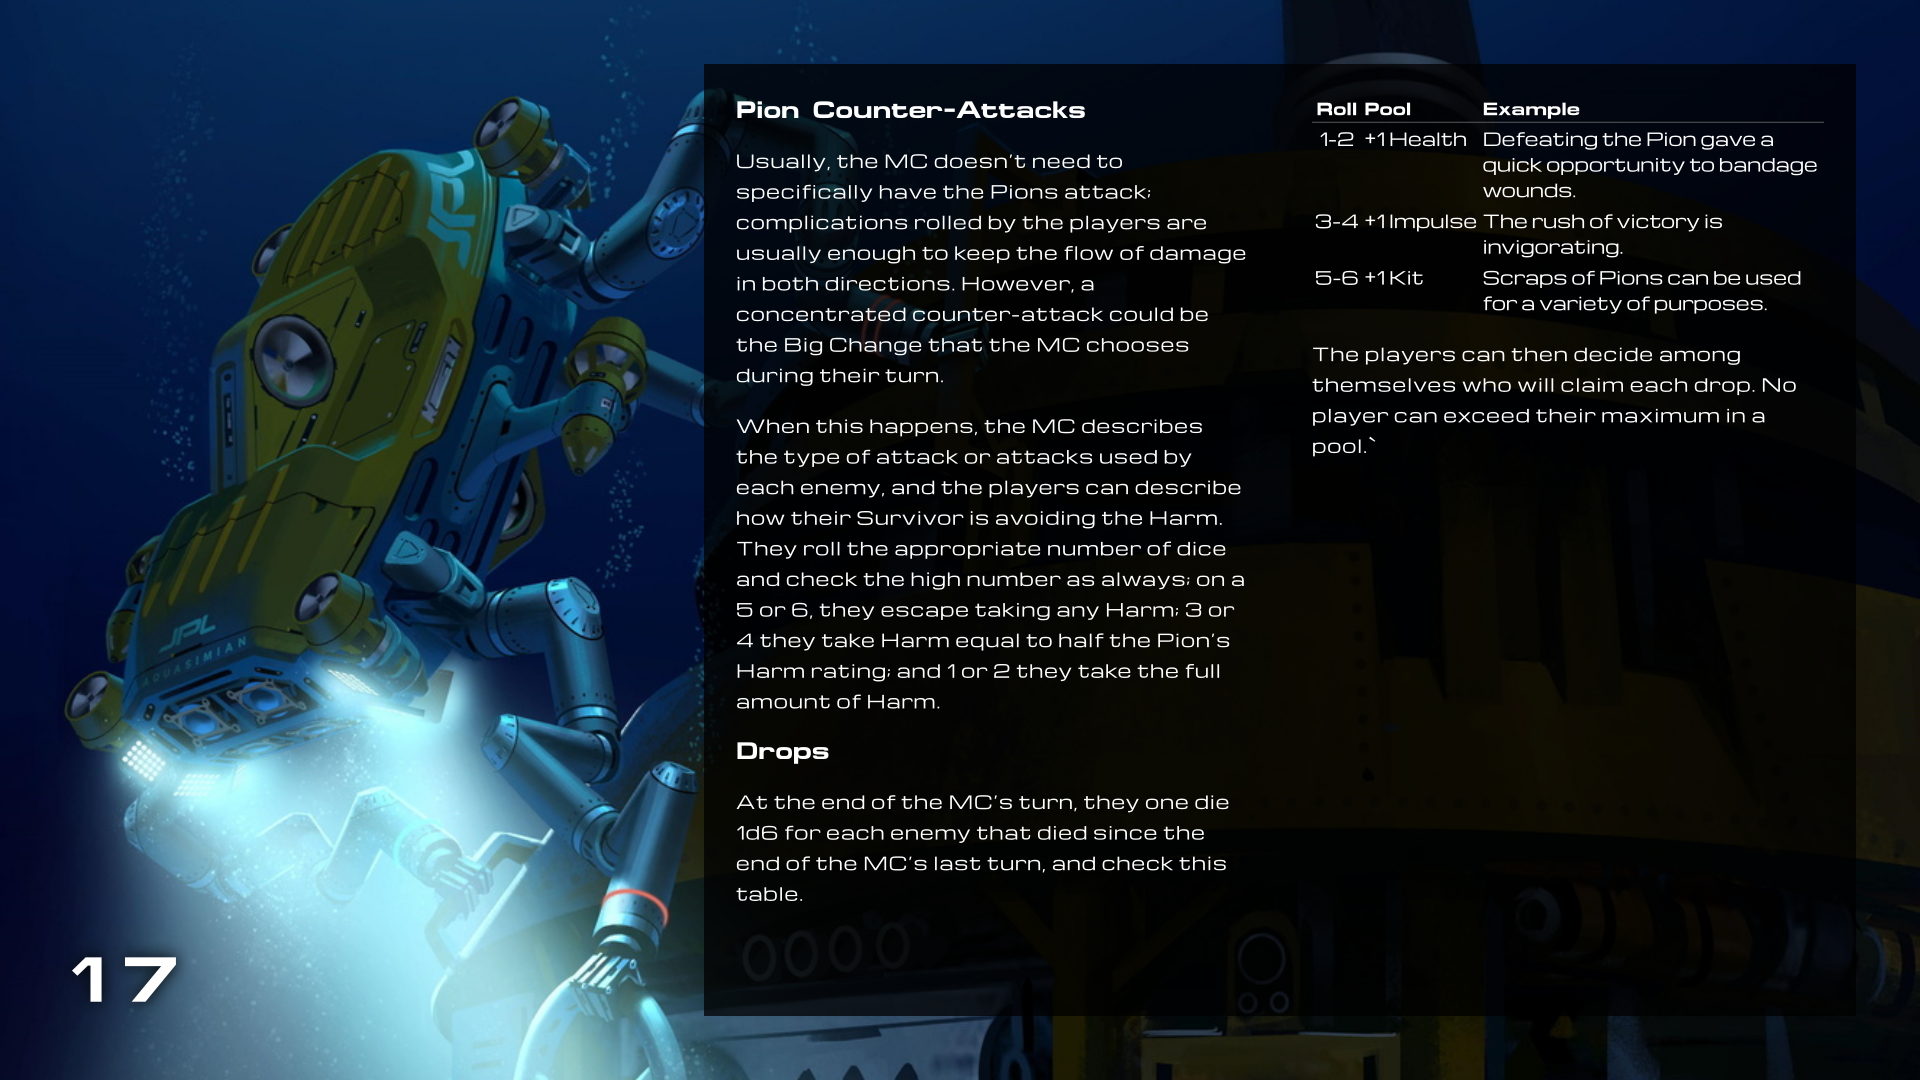 Pion Counter-Attacks
Usually, the MC doesn't need to
specifically have the Pions attack;
complications rolled by the players are
usually enough to keep the flow of damage
in both directions. However, a
concentrated counter-attack could be
the Big Change that the MC chooses
during their turn.
When this happens, the MC describes
the type of attack or attacks used by
each enemy, and the players can describe
how their Survivor is avoiding the Harm.
They roll the appropriate number of dice
and check the high number as always; on a
5 or 6, they escape taking any Harm; 3 or
4 they take Harm equal to half the Pion's
Harm rating; and 1 or 2 they take the full
amount of Harm.
Drops
At the end of the MC's turn, they one die
1d6 for each enemy that died since the
end of the MC's last turn, and check this
table.
Roll Pool Example
1-2 +1 Health Defeating the Pion gave a
quick opportunity to bandage
wounds.
3-4 +1 Impulse The rush of victory is
invigorating.
5-6 +1 Kit Scraps of Pions can be used
for a variety of purposes.
The players can then decide among
themselves who will claim each drop. No
player can exceed their maximum in a
pool.`
JPL
JPL
AQUASIMIAN
17